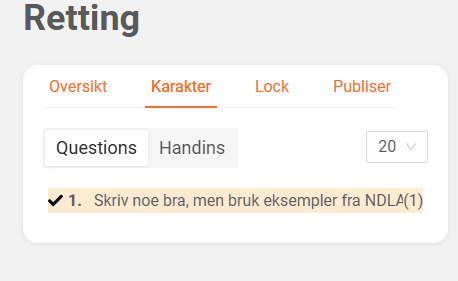 Retting
Oversikt Karakter Lock Publiser
Questions Handins 20
1. Skriv noe bra, men bruk eksempler fra NDLA(1)